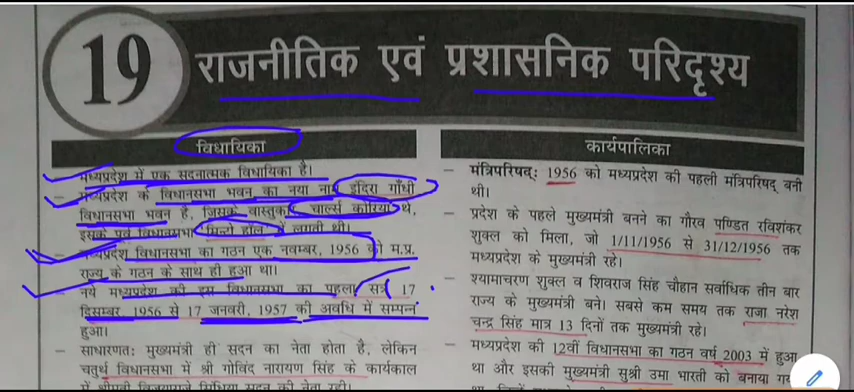 19
राजनीतिक एवं प्रशासनिक परिदृश्य
विधायिका
मध्यप्रदेश में एक सदनात्मक विधायिका है।
– मध्यप्रदेश के विधानसभा भवन का नया नाम इंदिरा गाँधी
विधानसभा भवन है, जिसके वास्तुकार चार्ल्स कोरिया थे,
इसके पूर्व विधानसभा मिन्टो हॉल में लगती थी।
मध्यप्रदेश विधानसभा का गठन एक नवम्बर, 1956 को म.प्र.
राज्य के गठन के साथ ही हुआ था।
नये मध्यप्रदेश की इस विधानसभा का पहला सत्र 17
दिसम्बर, 1956 से 17 जनवरी, 1957 की अवधि में सम्पन्न
हुआ।
– साधारणत: मुख्यमंत्री ही सदन का नेता होता है, लेकिन
चतुर्थ विधानसभा में श्री गोविंद नारायण सिंह के कार्यकाल
में श्रीमती विजयाराजे सिंधिया सदन की नेता रहीं।
कार्यपालिका
– मंत्रिपरिषद्: 1956 को मध्यप्रदेश की पहली मंत्रिपरिषद् बनी
थी।
– प्रदेश के पहले मुख्यमंत्री बनने का गौरव पण्डित रविशंकर
शुक्ल को मिला, जो 1/11/1956 से 31/12/1956 तक
मध्यप्रदेश के मुख्यमंत्री रहे।
– श्यामाचरण शुक्ल व शिवराज सिंह चौहान सर्वाधिक तीन बार
राज्य के मुख्यमंत्री बने। सबसे कम समय तक राजा नरेश
चन्द्र सिंह मात्र 13 दिनों तक मुख्यमंत्री रहे।
– मध्यप्रदेश की 12वीं विधानसभा का गठन वर्ष 2003 में हुआ
था और इसकी मुख्यमंत्री सुश्री उमा भारती को बनाया